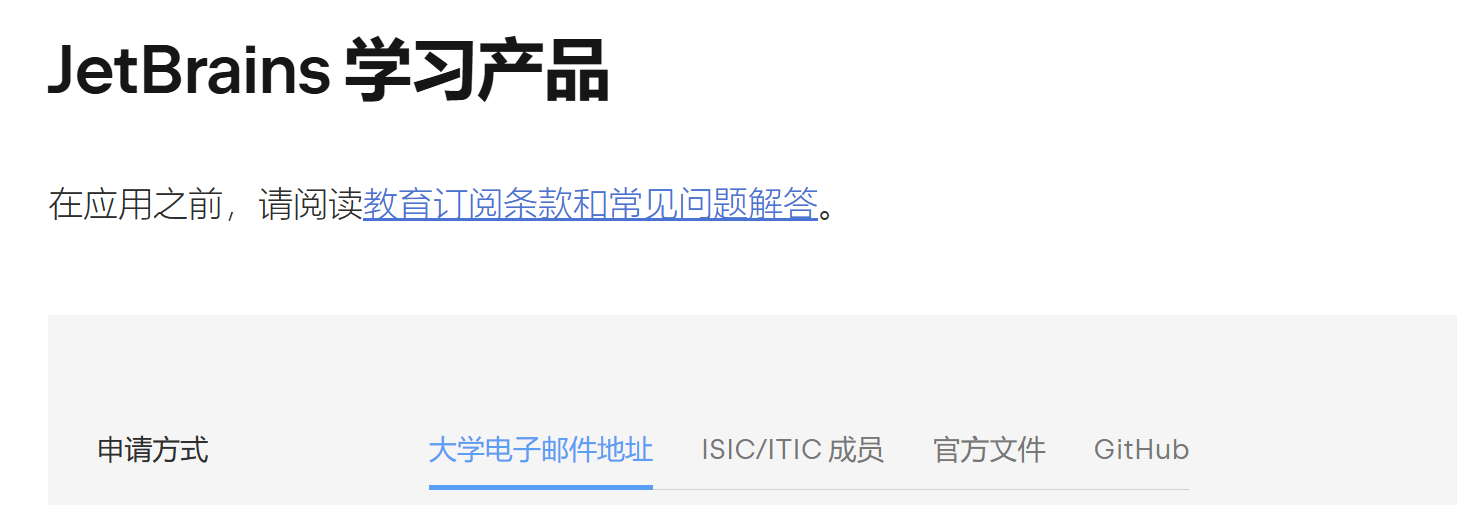 JetBrains 学习产品
在应用之前，请阅读教育订阅条款和常见问题解答。
申请方式 大学电子邮件地址 ISIC/ITIC 成员 官方文件 GitHub